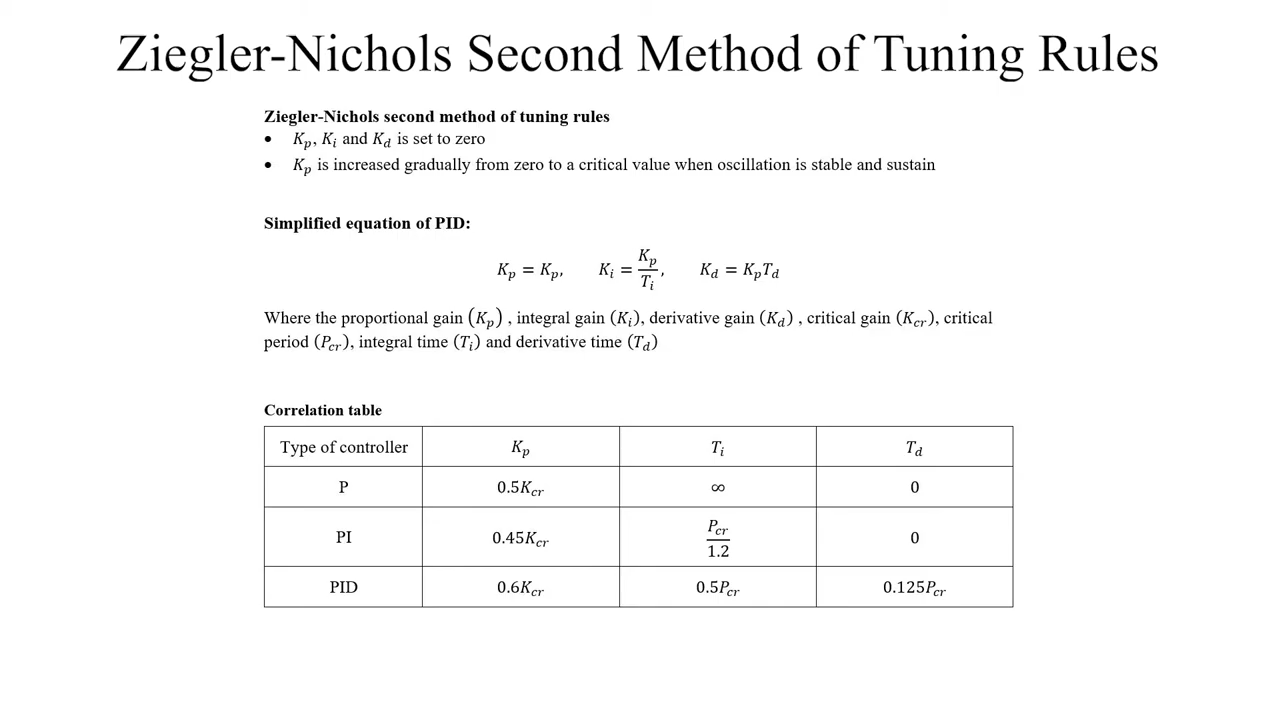 Ziegler-Nichols Second Method of Tuning Rules
Ziegler-Nichols second method of tuning rules
• Kp, Ki and Kd is set to zero
• Kp is increased gradually from zero to a critical value when oscillation is stable and sustain
Simplified equation of PID:
Kp = Kp, Ki = Kp/Ti, Kd = KpTd
Where the proportional gain (Kp) , integral gain (Ki), derivative gain (Kd) , critical gain (Kcr), critical
period (Pcr), integral time (Ti) and derivative time (Td)
Correlation table
Type of controller Kp Ti Td
P 0.5Kcr ∞ 0
PI 0.45Kcr Pcr/1.2 0
PID 0.6Kcr 0.5Pcr 0.125Pcr